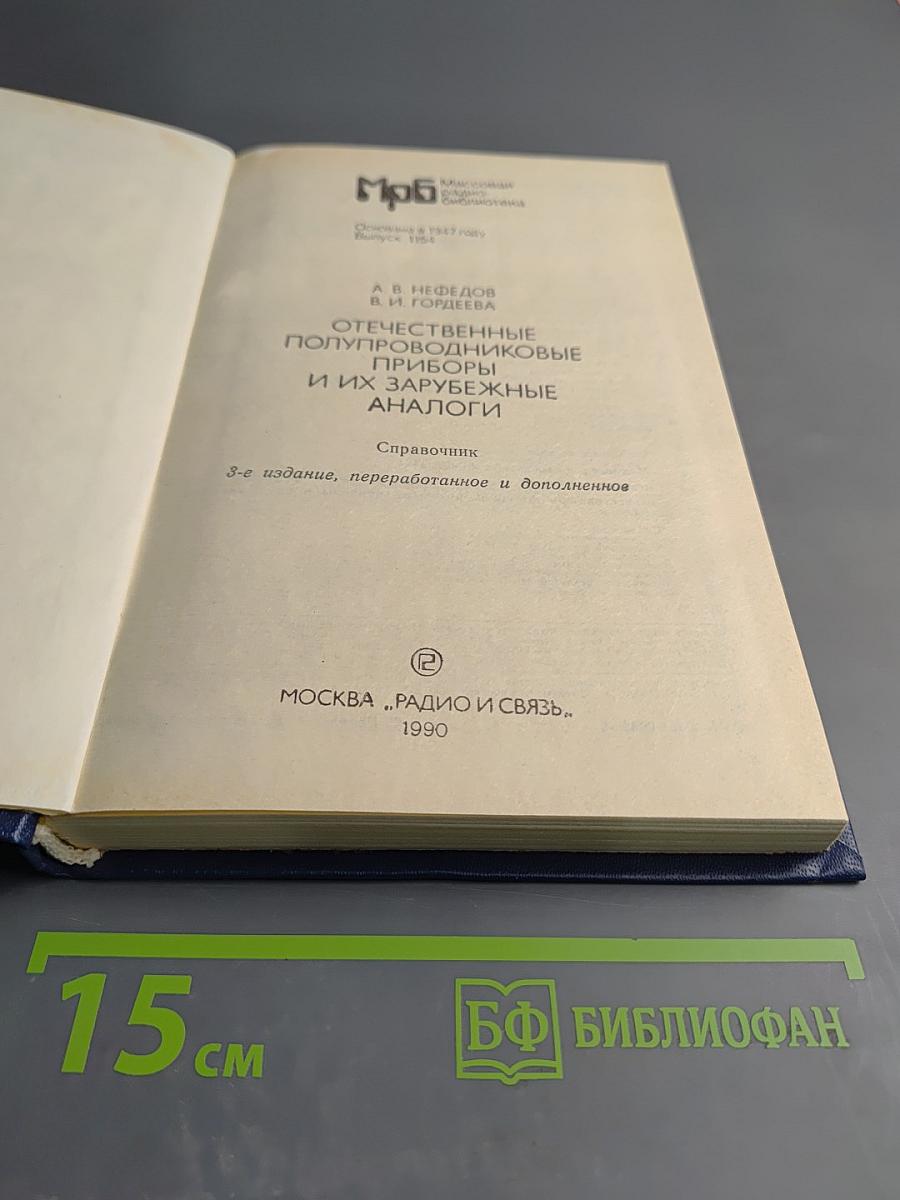 МрБ Массовая
радио
библиотека
Основана в 1947 году
Выпуск 1154
А. В. НЕФЕДОВ
В. И. ГОРДЕЕВА
ОТЕЧЕСТВЕННЫЕ
ПОЛУПРОВОДНИКОВЫЕ
ПРИБОРЫ
И ИХ ЗАРУБЕЖНЫЕ
АНАЛОГИ
Справочник
3-е издание, переработанное и дополненное
МОСКВА „РАДИО И СВЯЗЬ„
1990
15 см
БФ БИБЛИОФАН